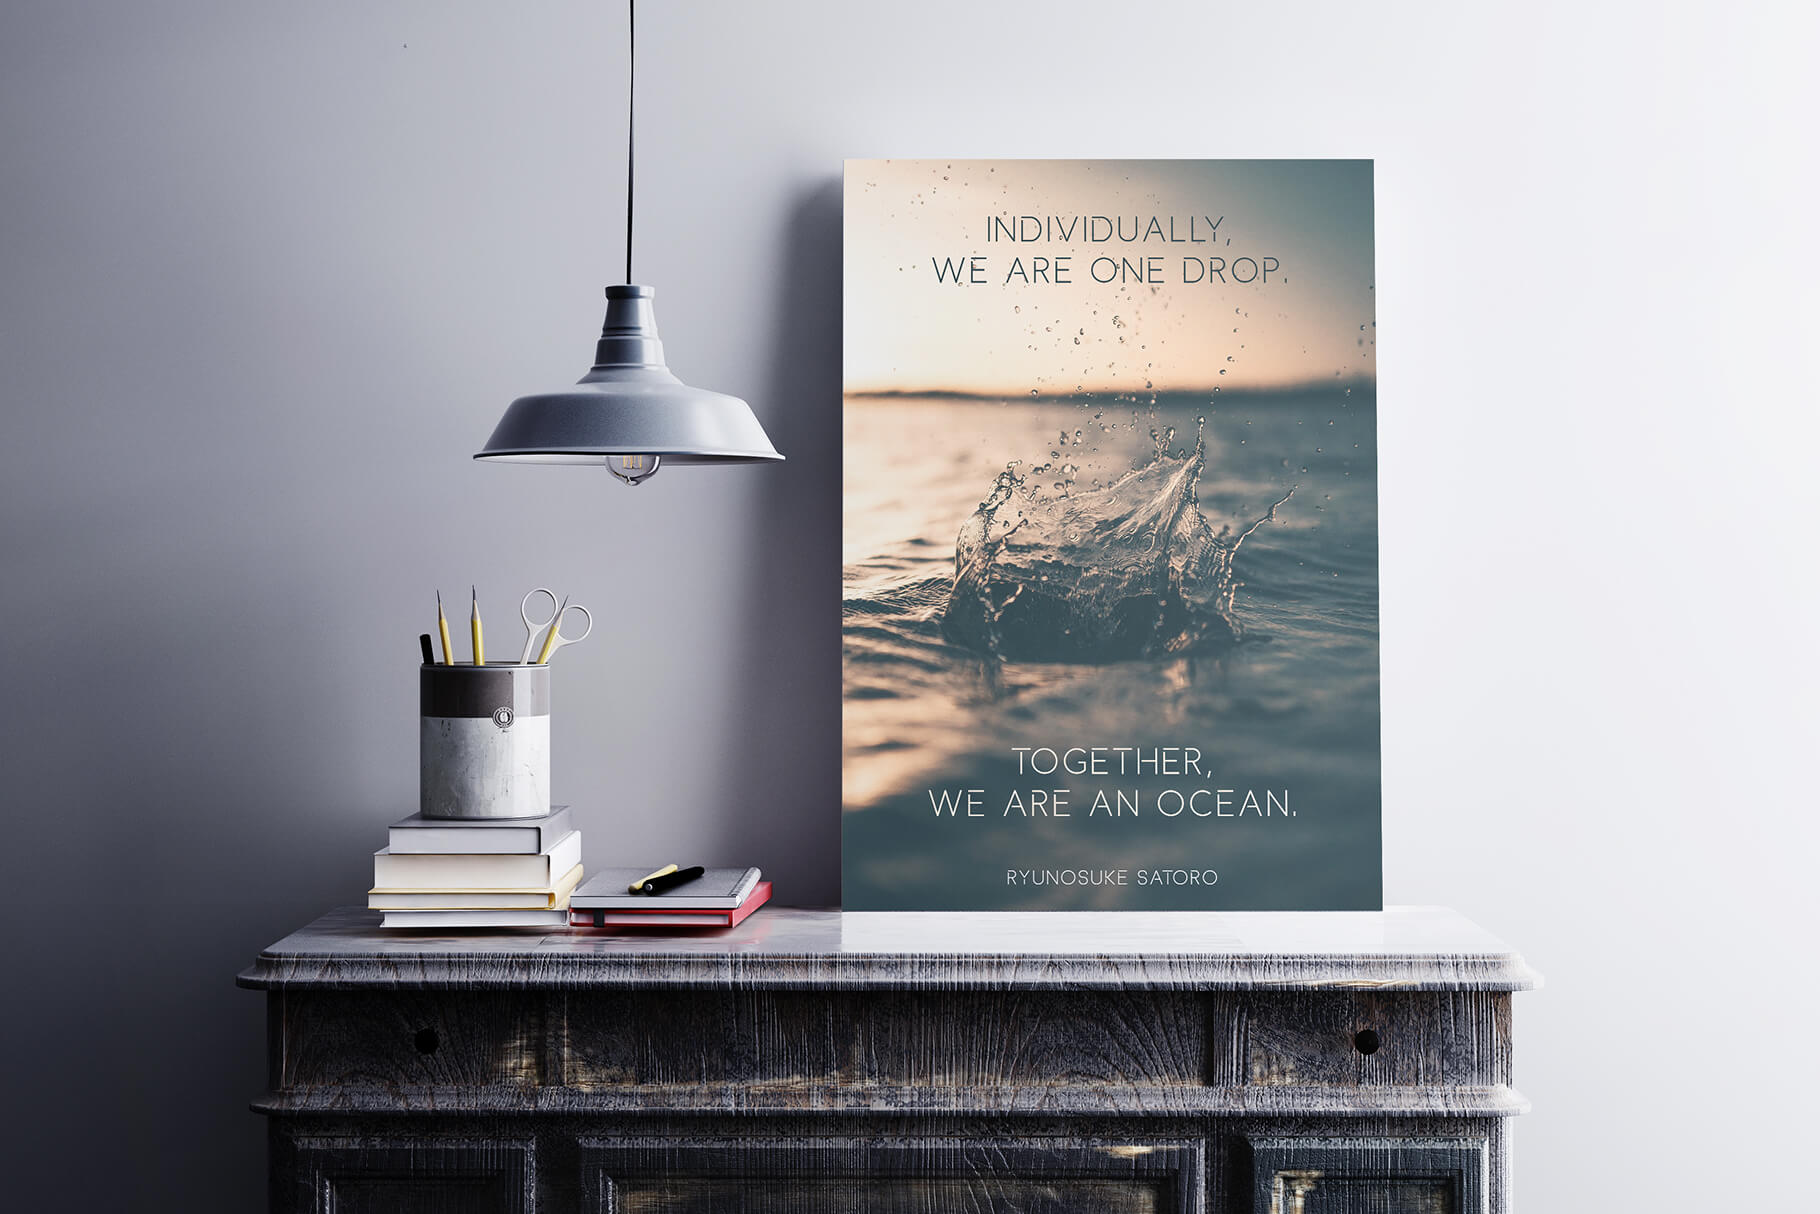 INDIVIDUALLY,
WE ARE ONE DROP.
TOGETHER,
WE ARE AN OCEAN.
RYUNOSUKE SATORO